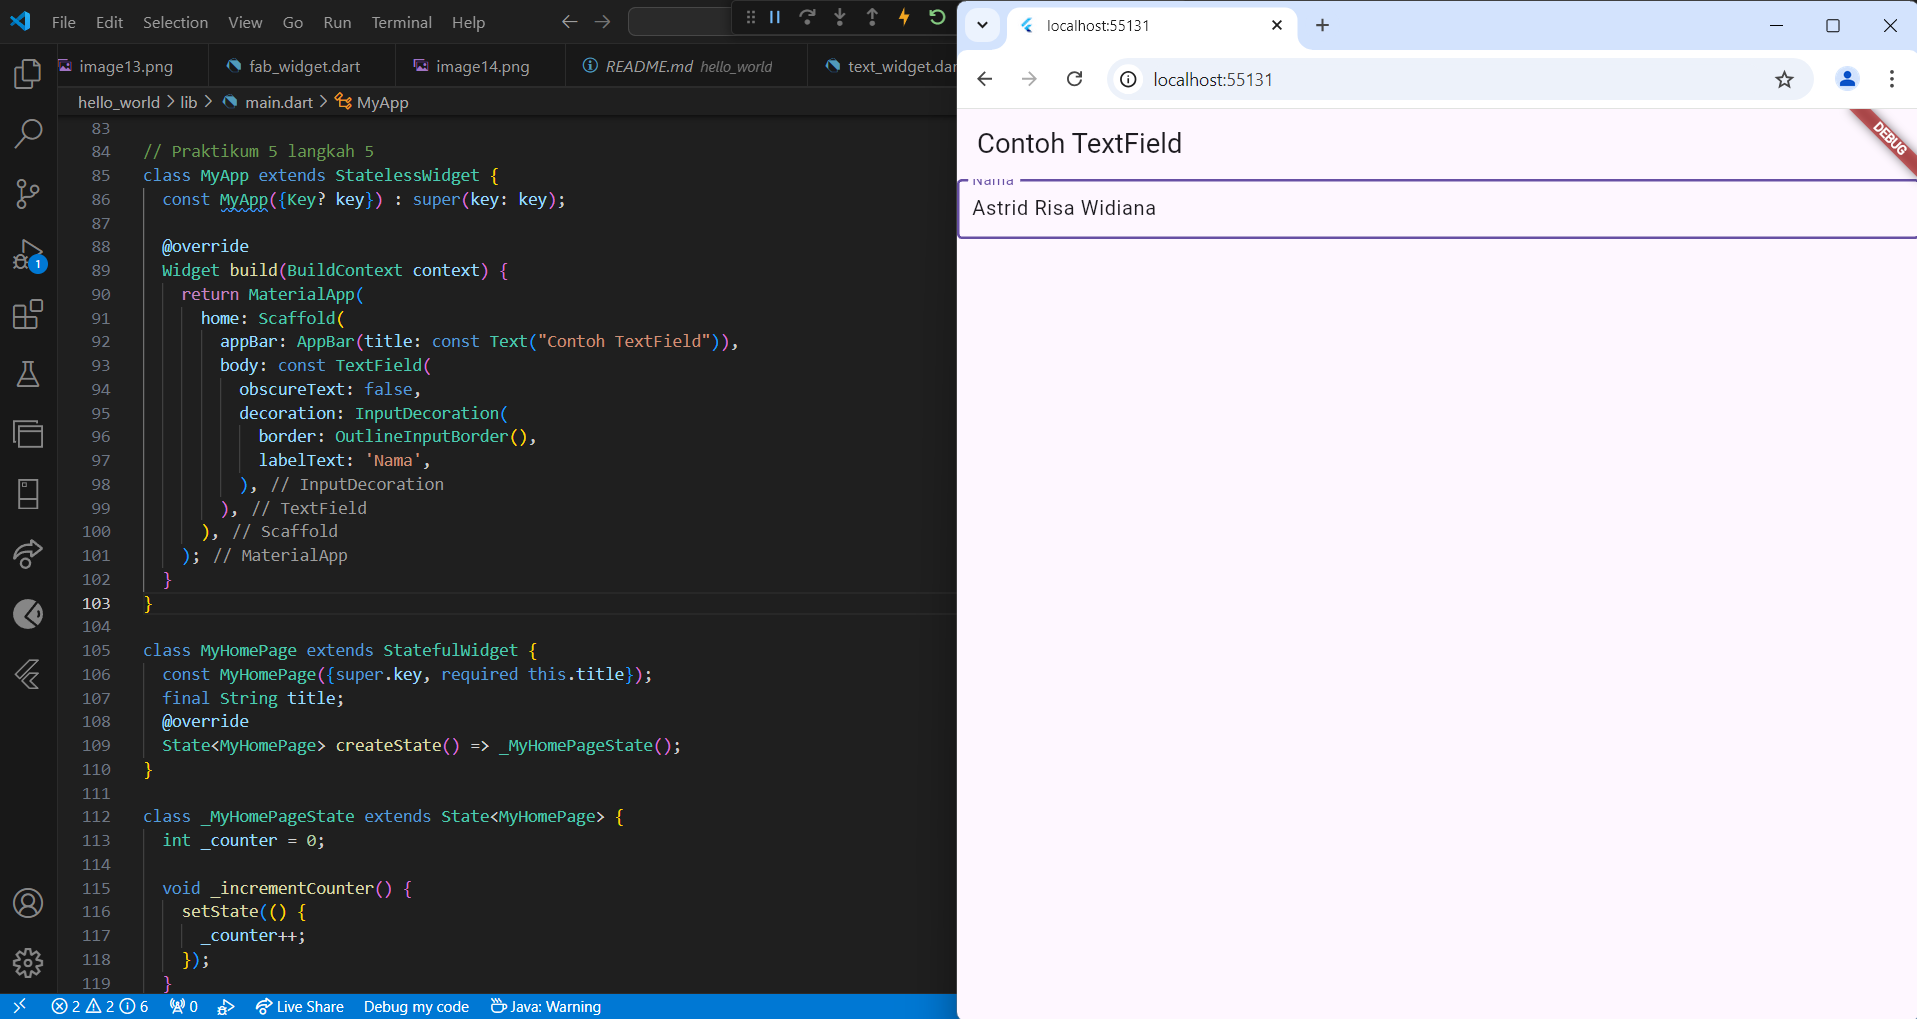 File Edit Selection View Go Run Terminal Help
image13.png fab_widget.dart image14.png README.md hello_world text_widget.dar
hello_world > lib > main.dart > MyApp
83
84 // Praktikum 5 langkah 5
85 class MyApp extends StatelessWidget {
86 const MyApp({Key? key}) : super(key: key);
87
88 @override
89 Widget build(BuildContext context) {
90 return MaterialApp(
91 home: Scaffold(
92 appBar: AppBar(title: const Text("Contoh TextField")),
93 body: const TextField(
94 obscureText: false,
95 decoration: InputDecoration(
96 border: OutlineInputBorder(),
97 labelText: 'Nama',
98 ), // InputDecoration
99 ), // TextField
100 ), // Scaffold
101 ); // MaterialApp
102 }
103 }
104
105 class MyHomePage extends StatefulWidget {
106 const MyHomePage({super.key, required this.title});
107 final String title;
108 @override
109 State<MyHomePage> createState() => _MyHomePageState();
110 }
111
112 class _MyHomePageState extends State<MyHomePage> {
113 int _counter = 0;
114
115 void _incrementCounter() {
116 setState(() {
117 _counter++;
118 });
119 }
1
2 2 6 0 Live Share Debug my code Java: Warning
localhost:55131
localhost:55131
Contoh TextField
DEBUG
Nama
Astrid Risa Widiana